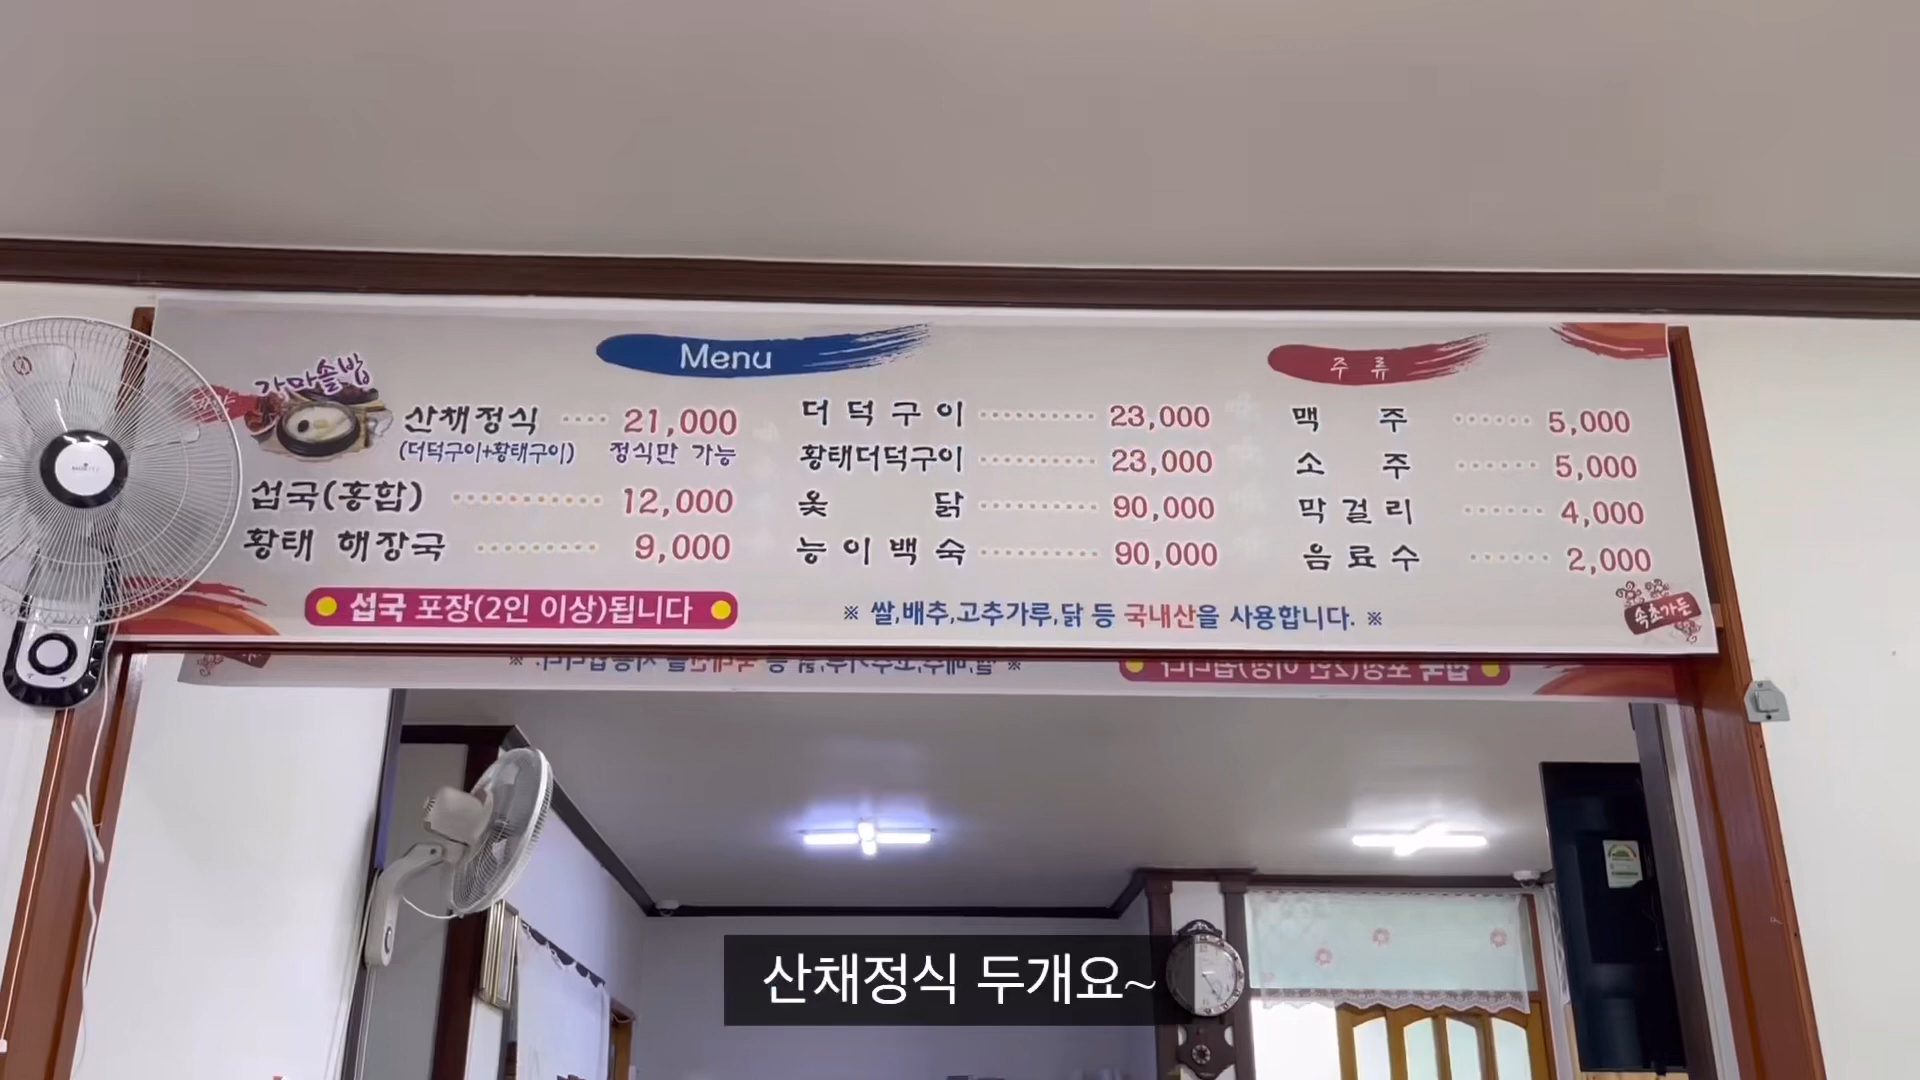 Menu
가마솥밥
산채정식 ···· 21,000
(더덕구이+황태구이) 정식만 가능
섭국(홍합) ············ 12,000
황태 해장국 ·········· 9,000
섭국 포장(2인 이상)됩니다
더덕구이 ·········· 23,000
황태더덕구이 ·········· 23,000
옻 닭 ·········· 90,000
능이백숙 ·········· 90,000
※ 쌀,배추,고추가루,닭 등 국내산을 사용합니다. ※
주 류
맥 주 ······ 5,000
소 주 ······ 5,000
막걸리 ······ 4,000
음료수 ······ 2,000
속초가든
산채정식 두개요~